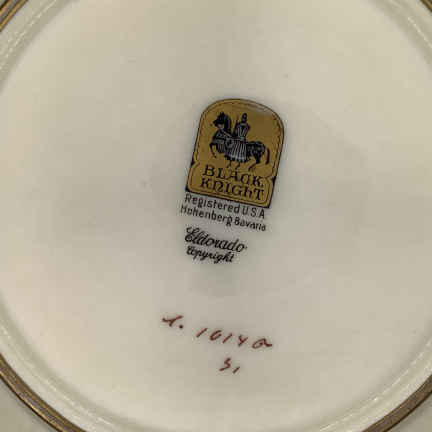 BLACK
KNIGHT
Registered U.S.A.
Hohenberg Bavaria
Eldorado
Copyright
1014
31